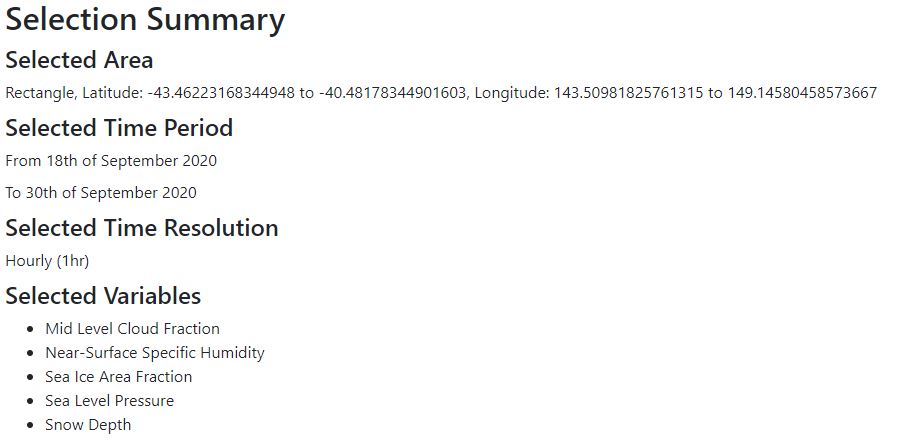 Selection Summary
Selected Area
Rectangle, Latitude: -43.46223168344948 to -40.48178344901603, Longitude: 143.50981825761315 to 149.14580458573667
Selected Time Period
From 18th of September 2020
To 30th of September 2020
Selected Time Resolution
Hourly (1hr)
Selected Variables
• Mid Level Cloud Fraction
• Near-Surface Specific Humidity
• Sea Ice Area Fraction
• Sea Level Pressure
• Snow Depth